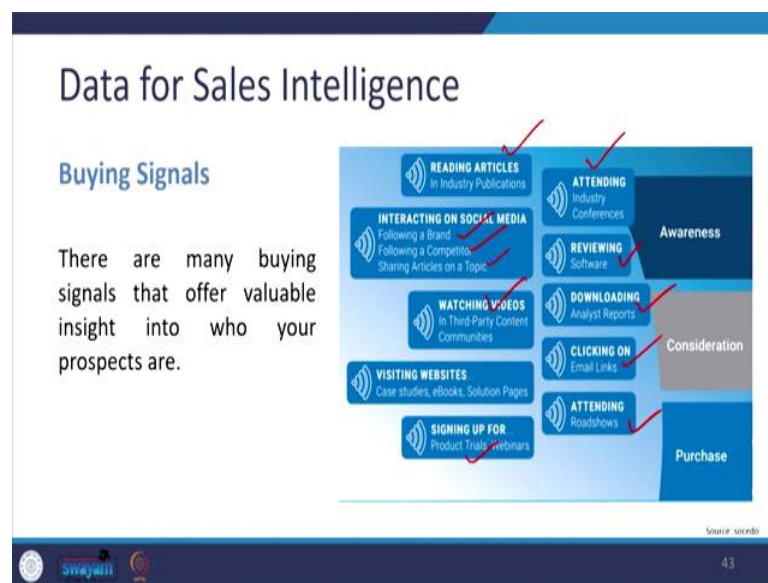 Data for Sales Intelligence
Buying Signals
There are many buying
signals that offer valuable
insight into who your
prospects are.
READING ARTICLES
In Industry Publications
INTERACTING ON SOCIAL MEDIA
Following a Brand
Following a Competitor
Sharing Articles on a Topic
WATCHING VIDEOS
In Third-Party Content
Communities
VISITING WEBSITES...
Case studies, eBooks, Solution Pages
SIGNING UP FOR...
Product Trials, Webinars
ATTENDING
Industry
Conferences
REVIEWING
Software
DOWNLOADING
Analyst Reports
CLICKING ON
Email Links
ATTENDING
Roadshows
Awareness
Consideration
Purchase
Source: socedo
swayam
43